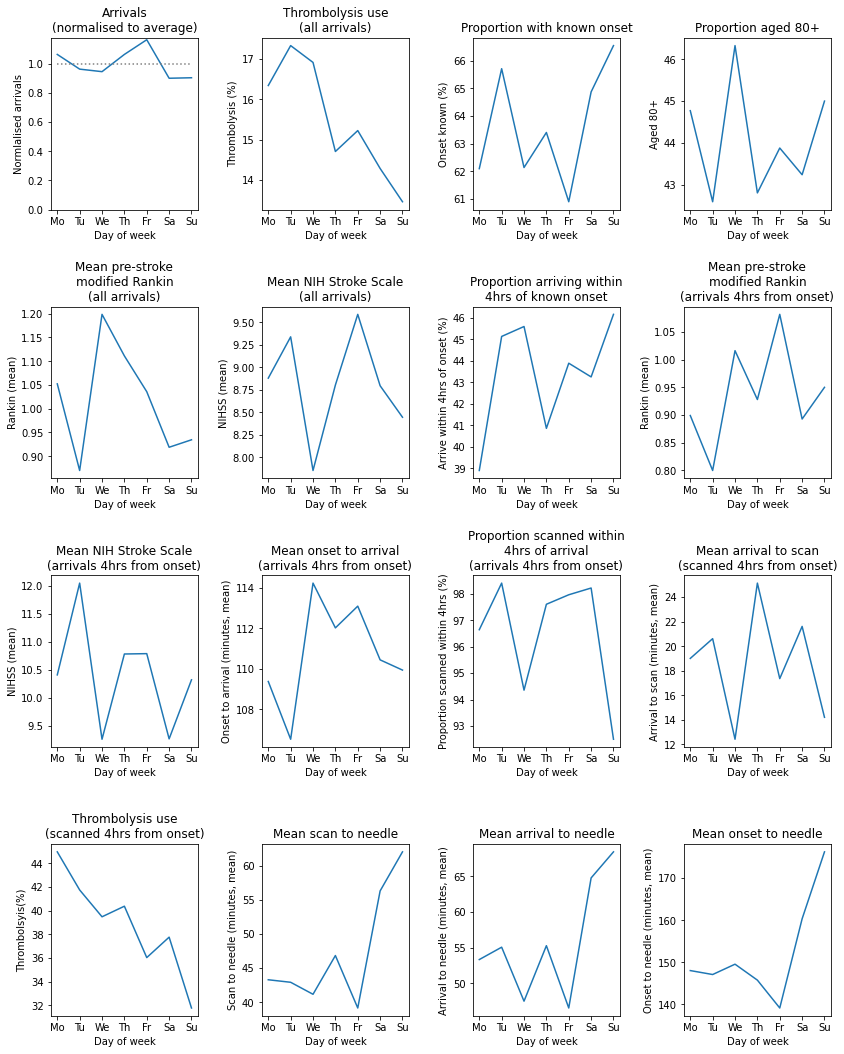 Arrivals
(normalised to average)
Normlalised arrivals
1.0
0.8
0.6
0.4
0.2
0.0
Mo Tu We Th Fr Sa Su
Day of week
Thrombolysis use
(all arrivals)
Thrombolysis (%)
17
16
15
14
Mo Tu We Th Fr Sa Su
Day of week
Proportion with known onset
Onset known (%)
66
65
64
63
62
61
Mo Tu We Th Fr Sa Su
Day of week
Proportion aged 80+
Aged 80+
46
45
44
43
Mo Tu We Th Fr Sa Su
Day of week
Mean pre-stroke
modified Rankin
(all arrivals)
Rankin (mean)
1.20
1.15
1.10
1.05
1.00
0.95
0.90
Mo Tu We Th Fr Sa Su
Day of week
Mean NIH Stroke Scale
(all arrivals)
NIHSS (mean)
9.50
9.25
9.00
8.75
8.50
8.25
8.00
Mo Tu We Th Fr Sa Su
Day of week
Proportion arriving within
4hrs of known onset
Arrive within 4hrs of onset (%)
46
45
44
43
42
41
40
39
Mo Tu We Th Fr Sa Su
Day of week
Mean pre-stroke
modified Rankin
(arrivals 4hrs from onset)
Rankin (mean)
1.05
1.00
0.95
0.90
0.85
0.80
Mo Tu We Th Fr Sa Su
Day of week
Mean NIH Stroke Scale
(arrivals 4hrs from onset)
NIHSS (mean)
12.0
11.5
11.0
10.5
10.0
9.5
Mo Tu We Th Fr Sa Su
Day of week
Mean onset to arrival
(arrivals 4hrs from onset)
Onset to arrival (minutes, mean)
114
112
110
108
Mo Tu We Th Fr Sa Su
Day of week
Proportion scanned within
4hrs of arrival
(arrivals 4hrs from onset)
Proportion scanned within 4hrs (%)
98
97
96
95
94
93
Mo Tu We Th Fr Sa Su
Day of week
Mean arrival to scan
(scanned 4hrs from onset)
Arrival to scan (minutes, mean)
24
22
20
18
16
14
12
Mo Tu We Th Fr Sa Su
Day of week
Thrombolysis use
(scanned 4hrs from onset)
Thrombolsyis(%)
44
42
40
38
36
34
32
Mo Tu We Th Fr Sa Su
Day of week
Mean scan to needle
Scan to needle (minutes, mean)
60
55
50
45
40
Mo Tu We Th Fr Sa Su
Day of week
Mean arrival to needle
Arrival to needle (minutes, mean)
65
60
55
50
Mo Tu We Th Fr Sa Su
Day of week
Mean onset to needle
Onset to needle (minutes, mean)
170
160
150
140
Mo Tu We Th Fr Sa Su
Day of week